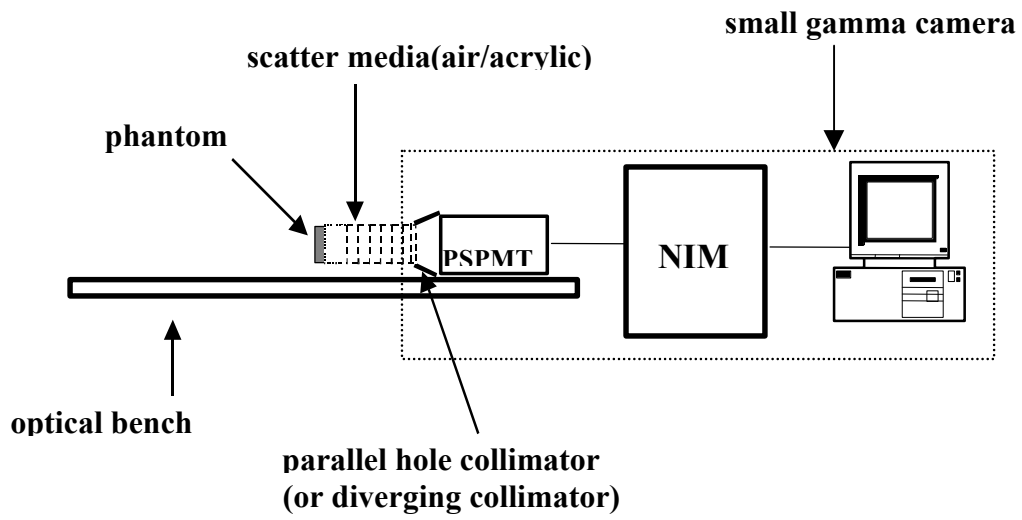 small gamma camera
scatter media(air/acrylic)
phantom
PSPMT
NIM
optical bench
parallel hole collimator
(or diverging collimator)